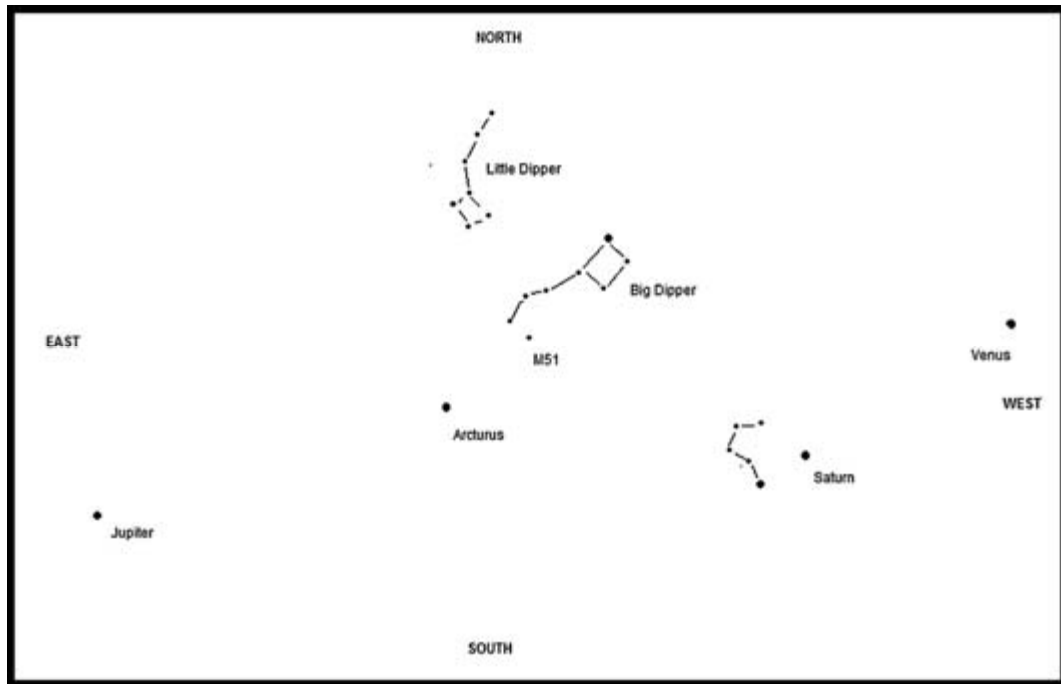 NORTH
Little Dipper
Big Dipper
EAST
M51
Venus
WEST
Arcturus
Saturn
Jupiter
SOUTH